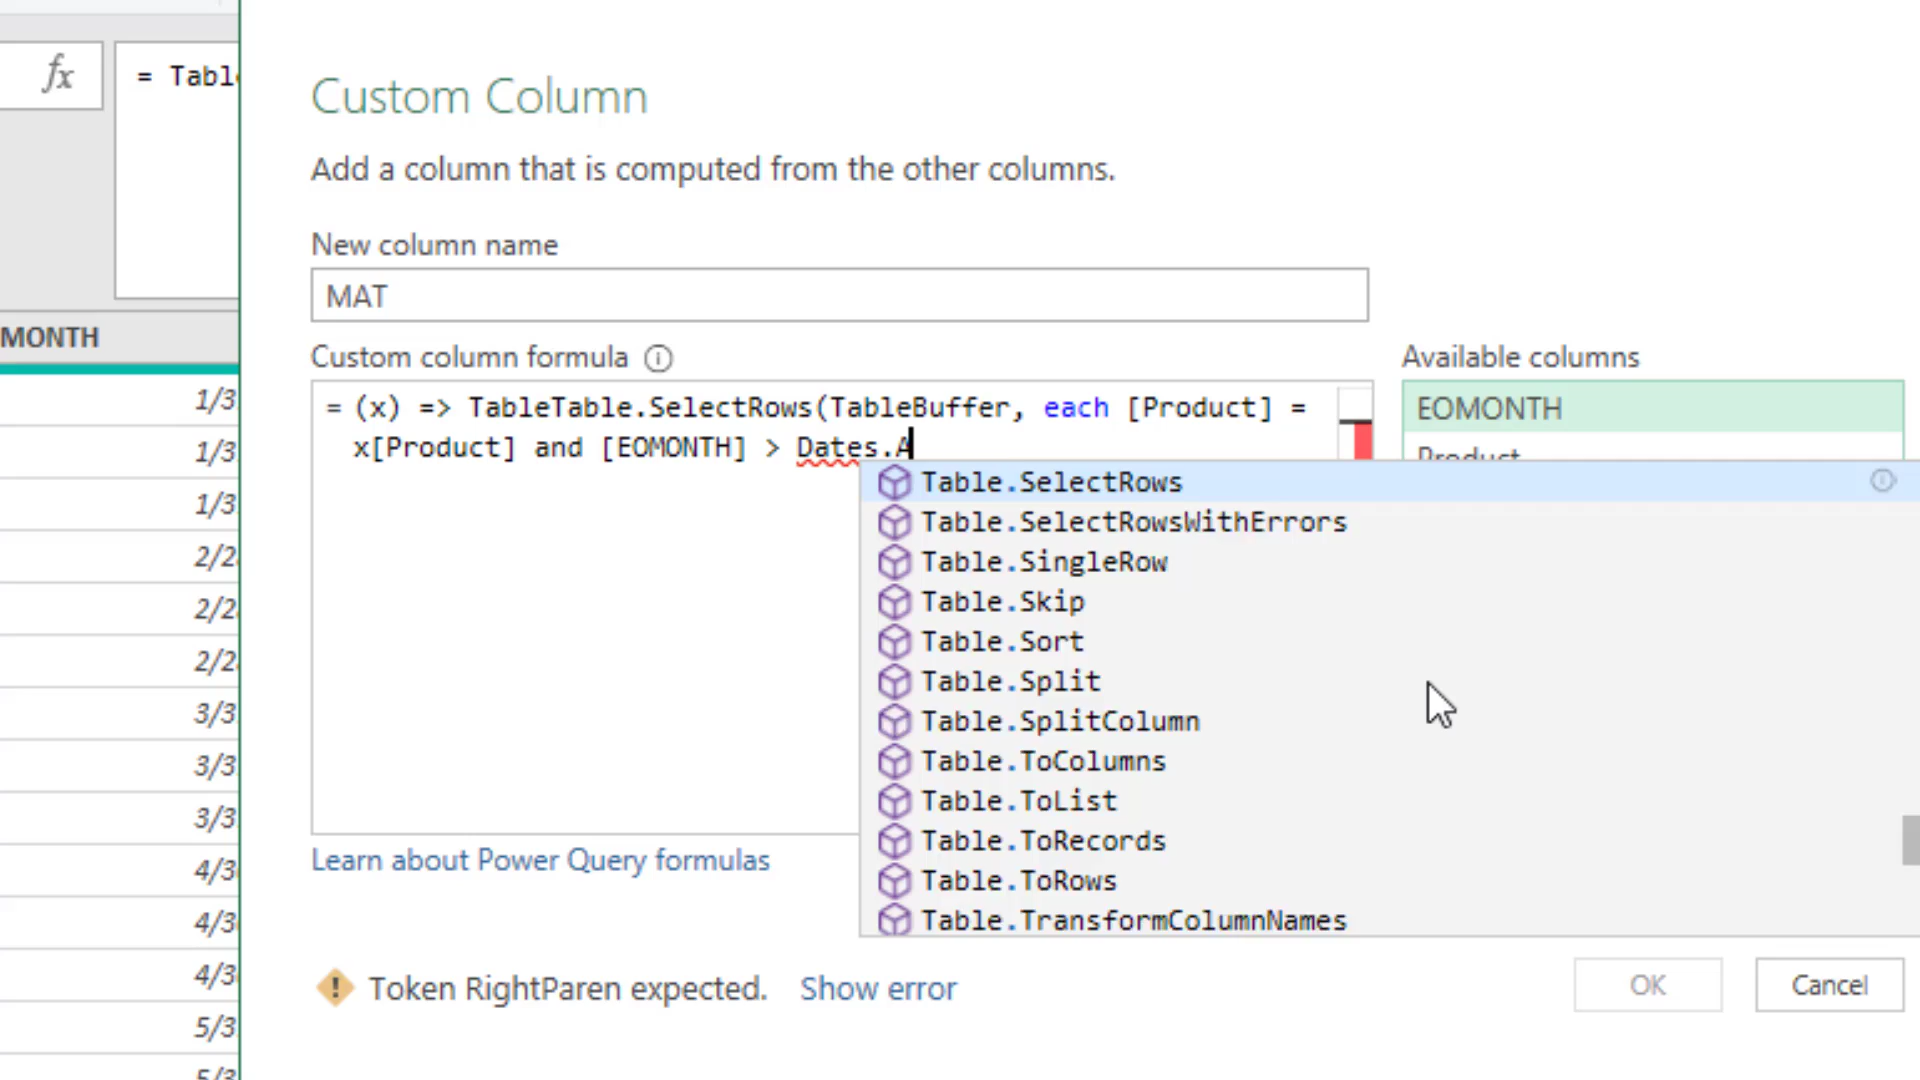 fx
= Tabl
Custom Column
Add a column that is computed from the other columns.
New column name
MAT
MONTH
Custom column formula
Available columns
= (x) => TableTable.SelectRows(TableBuffer, each [Product] =
x[Product] and [EOMONTH] > Dates.A
EOMONTH
Product
1/3
1/3
1/3
2/2
2/2
2/2
3/3
3/3
3/3
4/3
4/3
4/3
5/3
5/3
Table.SelectRows
Table.SelectRowsWithErrors
Table.SingleRow
Table.Skip
Table.Sort
Table.Split
Table.SplitColumn
Table.ToColumns
Table.ToList
Table.ToRecords
Table.ToRows
Table.TransformColumnNames
Learn about Power Query formulas
Token RightParen expected. Show error
OK
Cancel